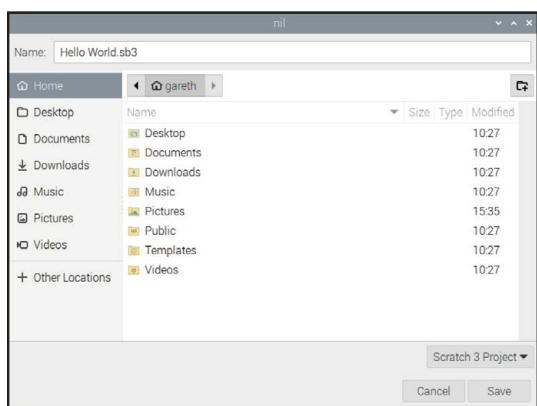 nil
Name: Hello World.sb3
Home
gareth
Desktop
Documents
Downloads
Music
Pictures
Videos
Other Locations
Name Size Type Modified
Desktop 10:27
Documents 10:27
Downloads 10:27
Music 10:27
Pictures 15:35
Public 10:27
Templates 10:27
Videos 10:27
Scratch 3 Project
Cancel Save